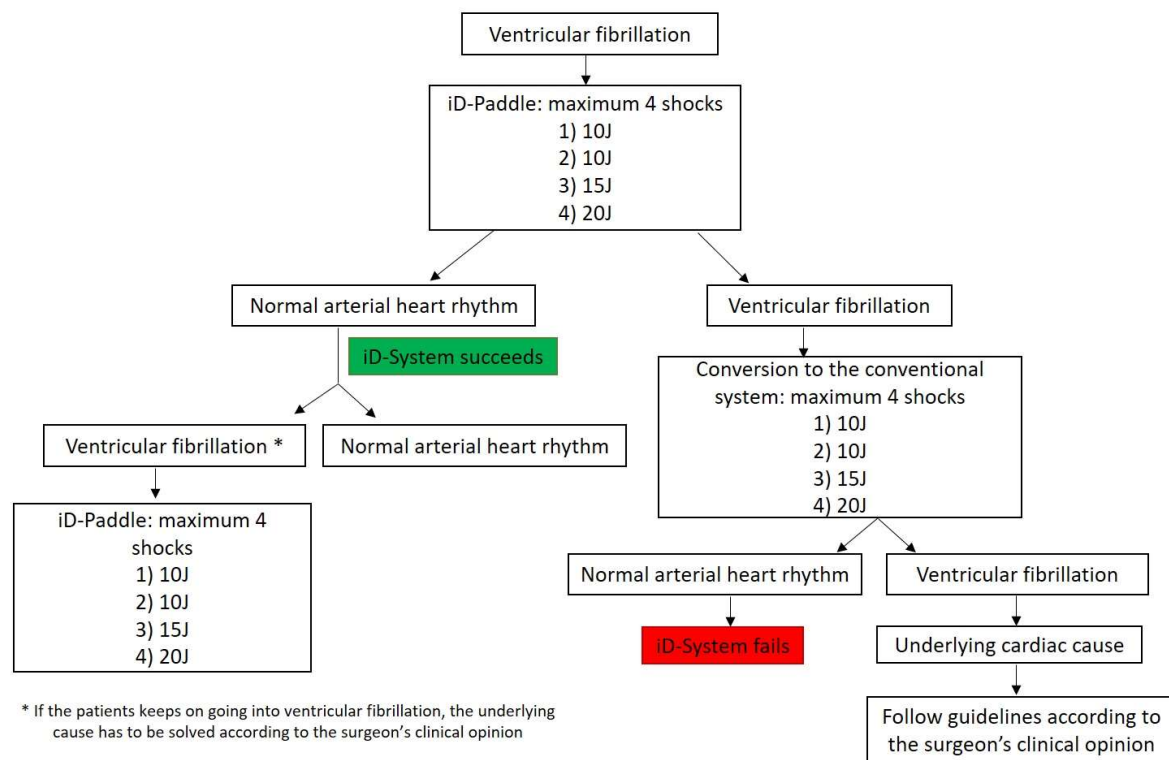 Ventricular fibrillation
iD-Paddle: maximum 4 shocks
1) 10J
2) 10J
3) 15J
4) 20J
Normal arterial heart rhythm
Ventricular fibrillation
iD-System succeeds
Conversion to the conventional
system: maximum 4 shocks
1) 10J
2) 10J
3) 15J
4) 20J
Ventricular fibrillation *
Normal arterial heart rhythm
iD-Paddle: maximum 4
shocks
1) 10J
2) 10J
3) 15J
4) 20J
Normal arterial heart rhythm
Ventricular fibrillation
iD-System fails
Underlying cardiac cause
Follow guidelines according to
the surgeon's clinical opinion
* If the patients keeps on going into ventricular fibrillation, the underlying
cause has to be solved according to the surgeon's clinical opinion